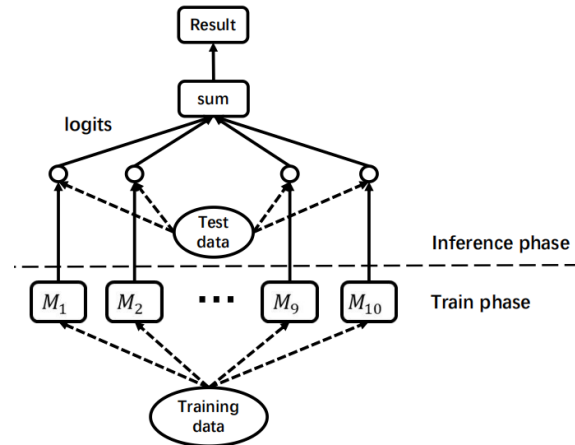 Result
sum
logits
Test
data
Inference phase
M₁ M₂ ... M₉ M₁₀
Train phase
Training
data